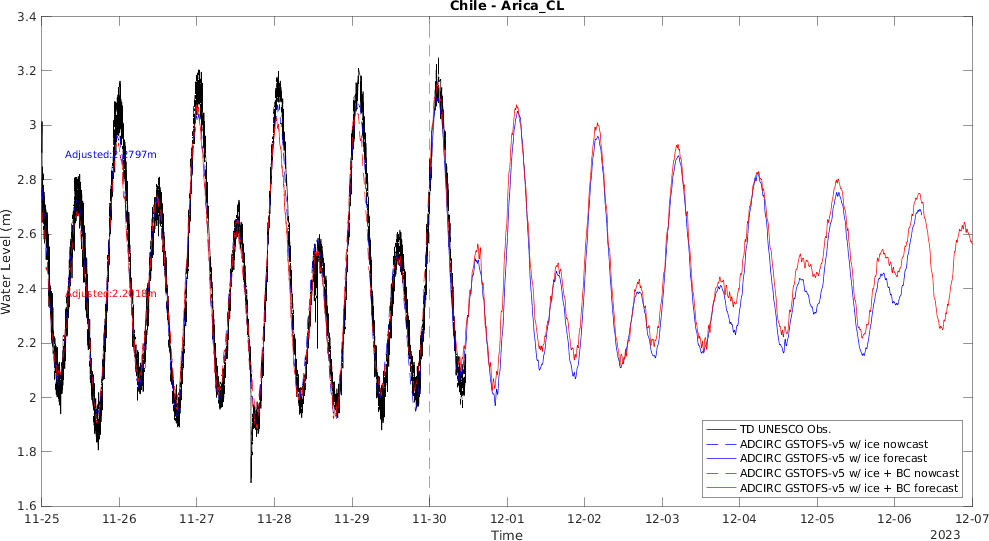 Chile - Arica_CL
3.4
3.2
3
2.8
2.6
2.4
2.2
2
1.8
1.6
Water Level (m)
Adjusted:2.2797m
Adjusted:2.2018m
TD UNESCO Obs.
ADCIRC GSTOFS-v5 w/ ice nowcast
ADCIRC GSTOFS-v5 w/ ice forecast
ADCIRC GSTOFS-v5 w/ ice + BC nowcast
ADCIRC GSTOFS-v5 w/ ice + BC forecast
11-25 11-26 11-27 11-28 11-29 11-30 12-01 12-02 12-03 12-04 12-05 12-06 12-07
Time
2023